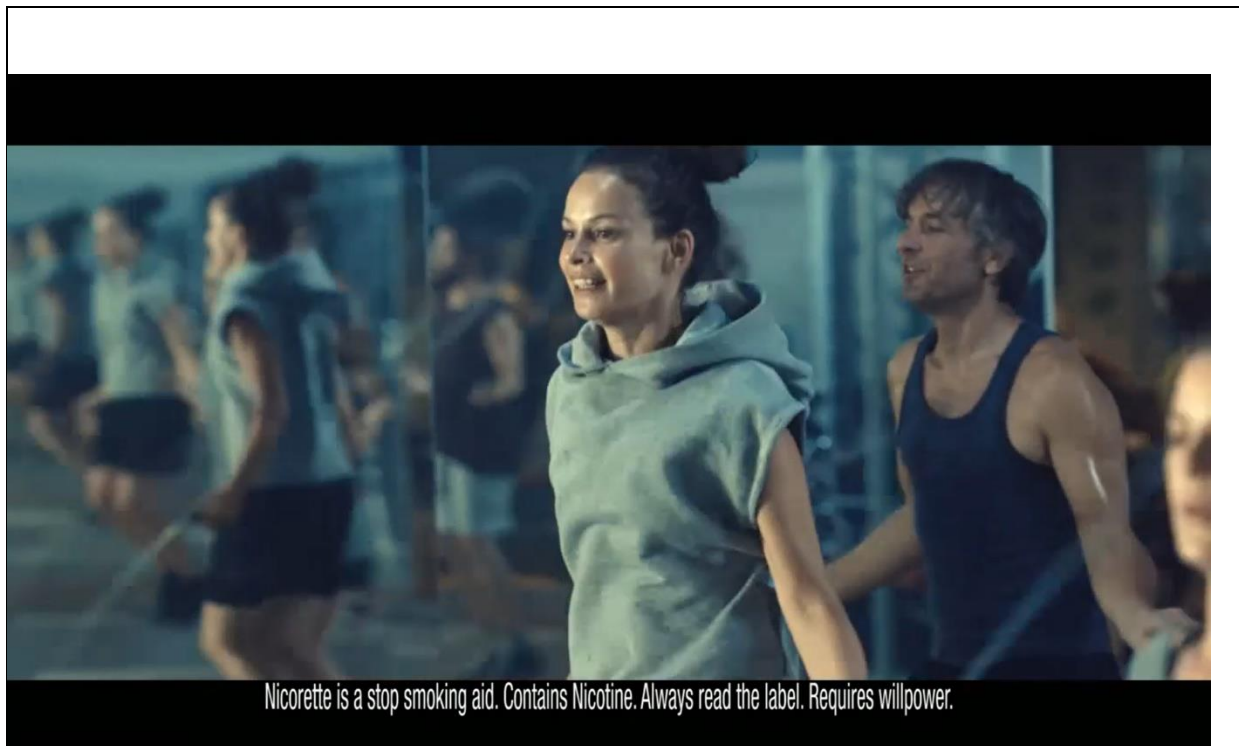 Nicorette is a stop smoking aid. Contains Nicotine. Always read the label. Requires willpower.